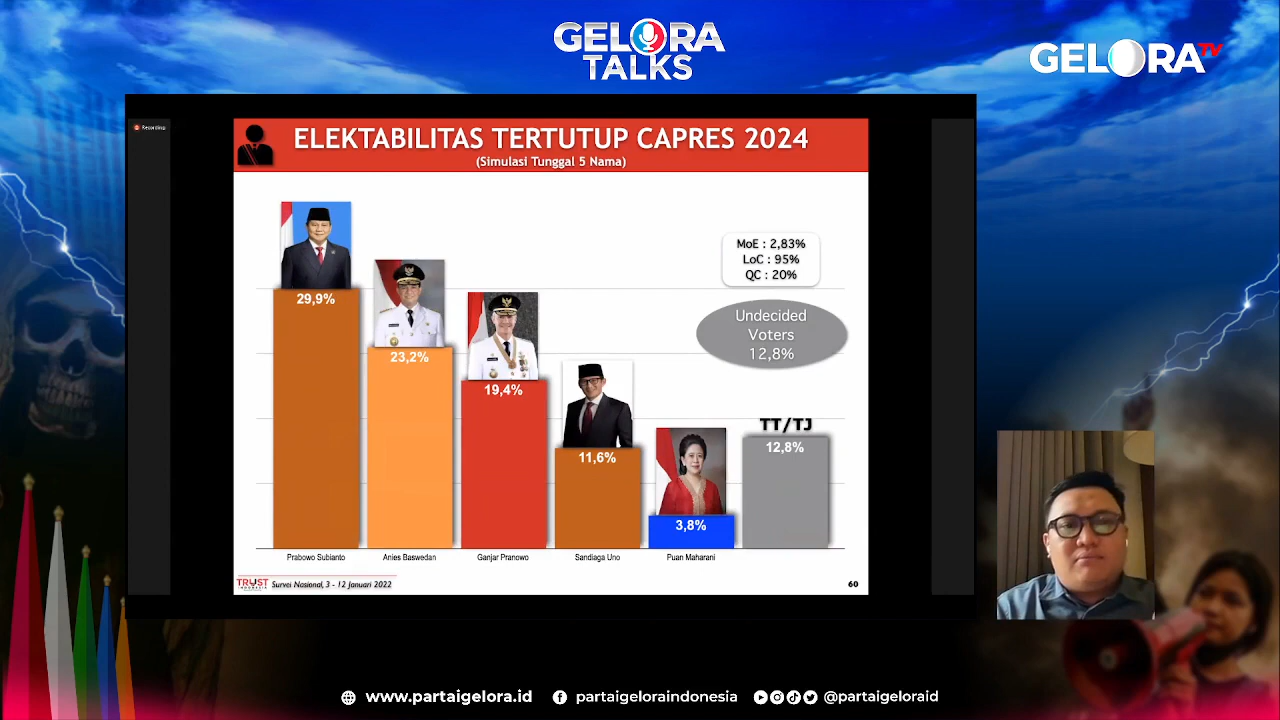 GELORA
TALKS
GELORA TV
Recording
ELEKTABILITAS TERTUTUP CAPRES 2024
(Simulasi Tunggal 5 Nama)
MoE : 2,83%
LoC : 95%
QC : 20%
Undecided
Voters
12,8%
29,9%
23,2%
19,4%
11,6%
3,8%
TT/TJ
12,8%
Prabowo Subianto
Anies Baswedan
Ganjar Pranowo
Sandiaga Uno
Puan Maharani
TRUST
INDONESIA
Survei Nasional, 3 - 12 Januari 2022
60
www.partaigelora.id
partaigeloraindonesia
@partaigeloraid